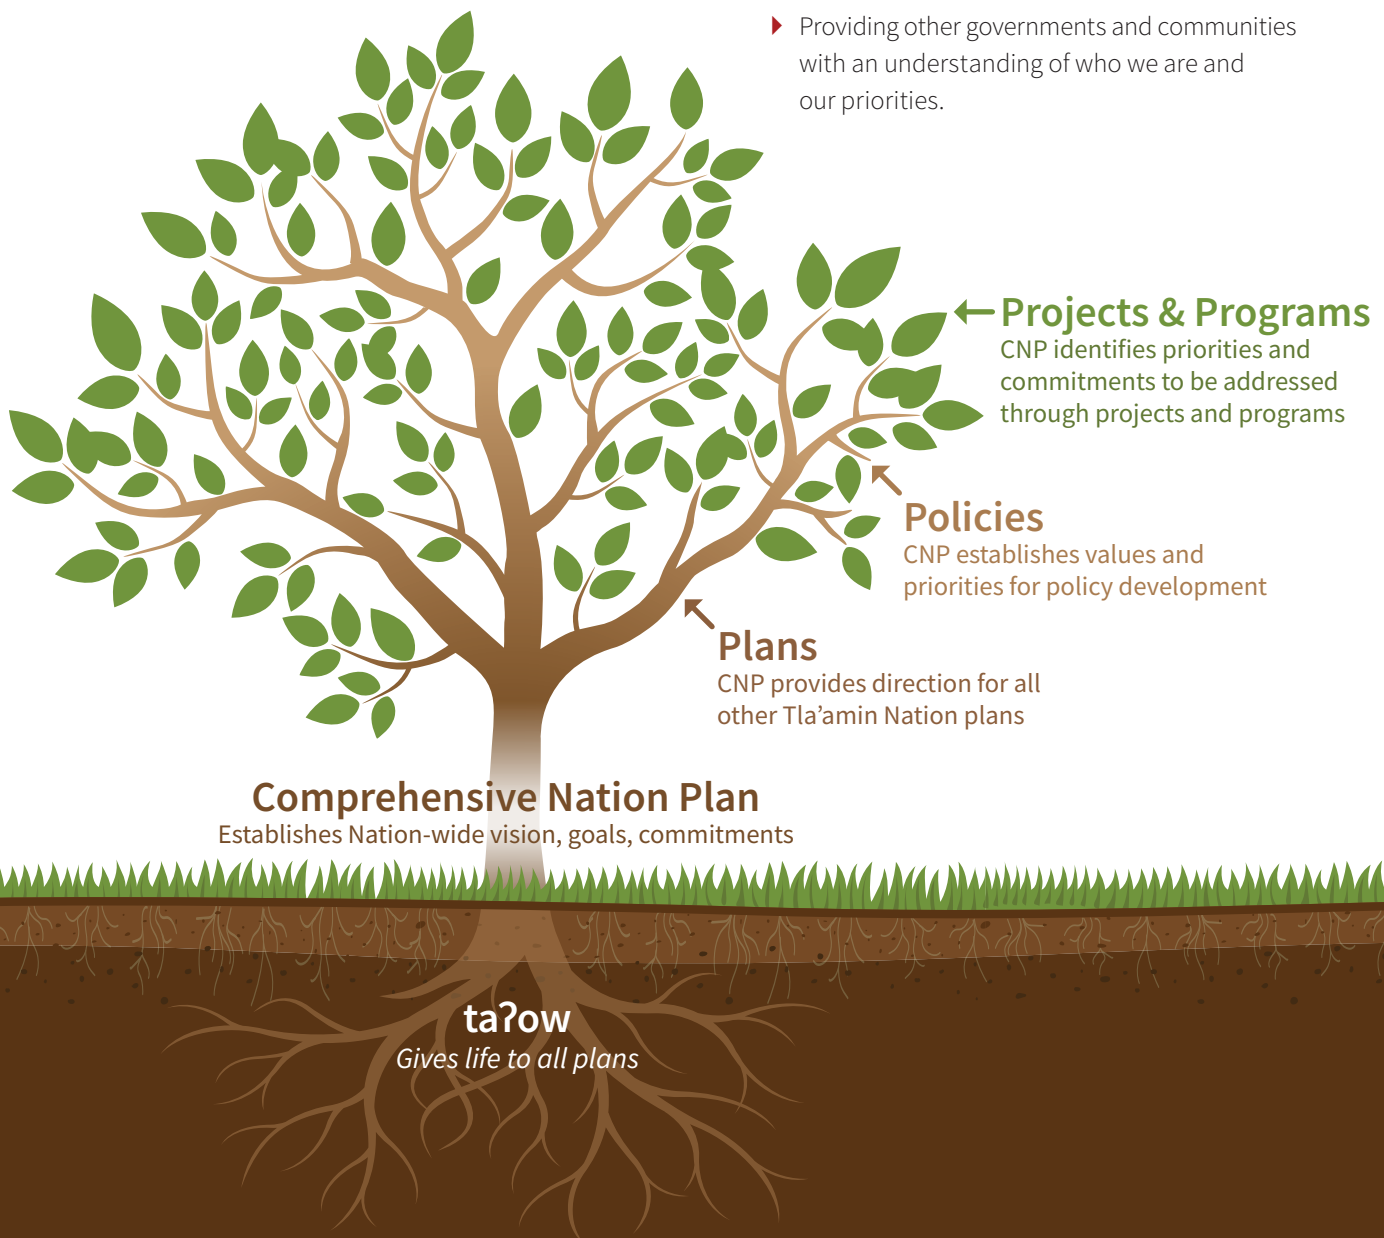 Providing other governments and communities
with an understanding of who we are and
our priorities.
Projects & Programs
CNP identifies priorities and
commitments to be addressed
through projects and programs
Policies
CNP establishes values and
priorities for policy development
Plans
CNP provides direction for all
other Tla’amin Nation plans
Comprehensive Nation Plan
Establishes Nation-wide vision, goals, commitments
taʔow
Gives life to all plans